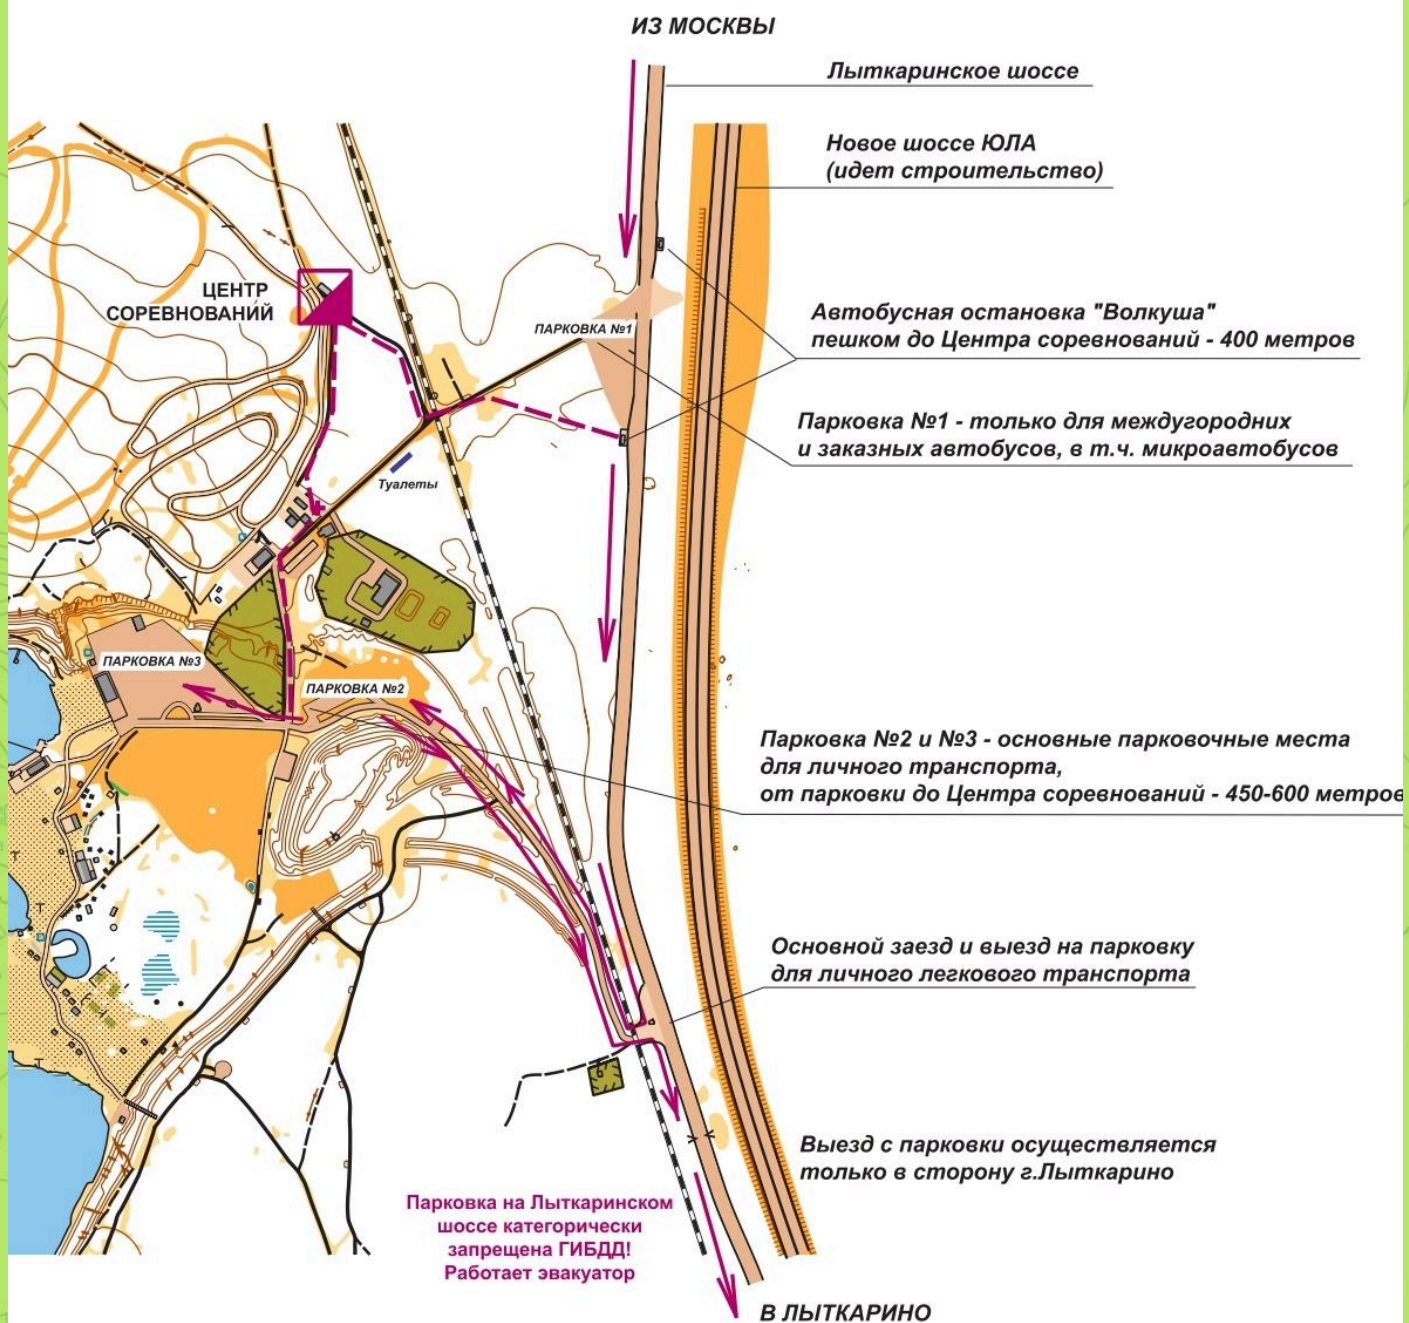 ИЗ МОСКВЫ
Лыткаринское шоссе
Новое шоссе ЮЛА
(идет строительство)
ЦЕНТР
СОРЕВНОВАНИЙ
ПАРКОВКА №1
Автобусная остановка "Волкуша"
пешком до Центра соревнований - 400 метров
Парковка №1 - только для междугородних
и заказных автобусов, в т.ч. микроавтобусов
Туалеты
ПАРКОВКА №3
ПАРКОВКА №2
Парковка №2 и №3 - основные парковочные места
для личного транспорта,
от парковки до Центра соревнований - 450-600 метров
Основной заезд и выезд на парковку
для личного легкового транспорта
Выезд с парковки осуществляется
только в сторону г.Лыткарино
Парковка на Лыткаринском
шоссе категорически
запрещена ГИБДД!
Работает эвакуатор
В ЛЫТКАРИНО